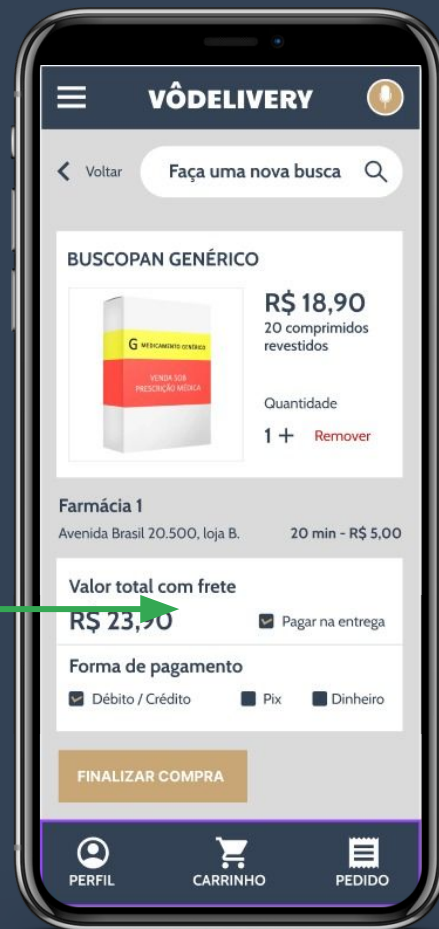 VÔDELIVERY
Voltar
Faça uma nova busca
BUSCOPAN GENÉRICO
G MEDICAMENTO GENÉRICO
VENDA SOB
PRESCRIÇÃO MÉDICA
R$ 18,90
20 comprimidos
revestidos
Quantidade
1 + Remover
Farmácia 1
Avenida Brasil 20.500, loja B. 20 min - R$ 5,00
Valor total com frete
R$ 23,90 Pagar na entrega
Forma de pagamento
Débito / Crédito Pix Dinheiro
FINALIZAR COMPRA
PERFIL CARRINHO PEDIDO